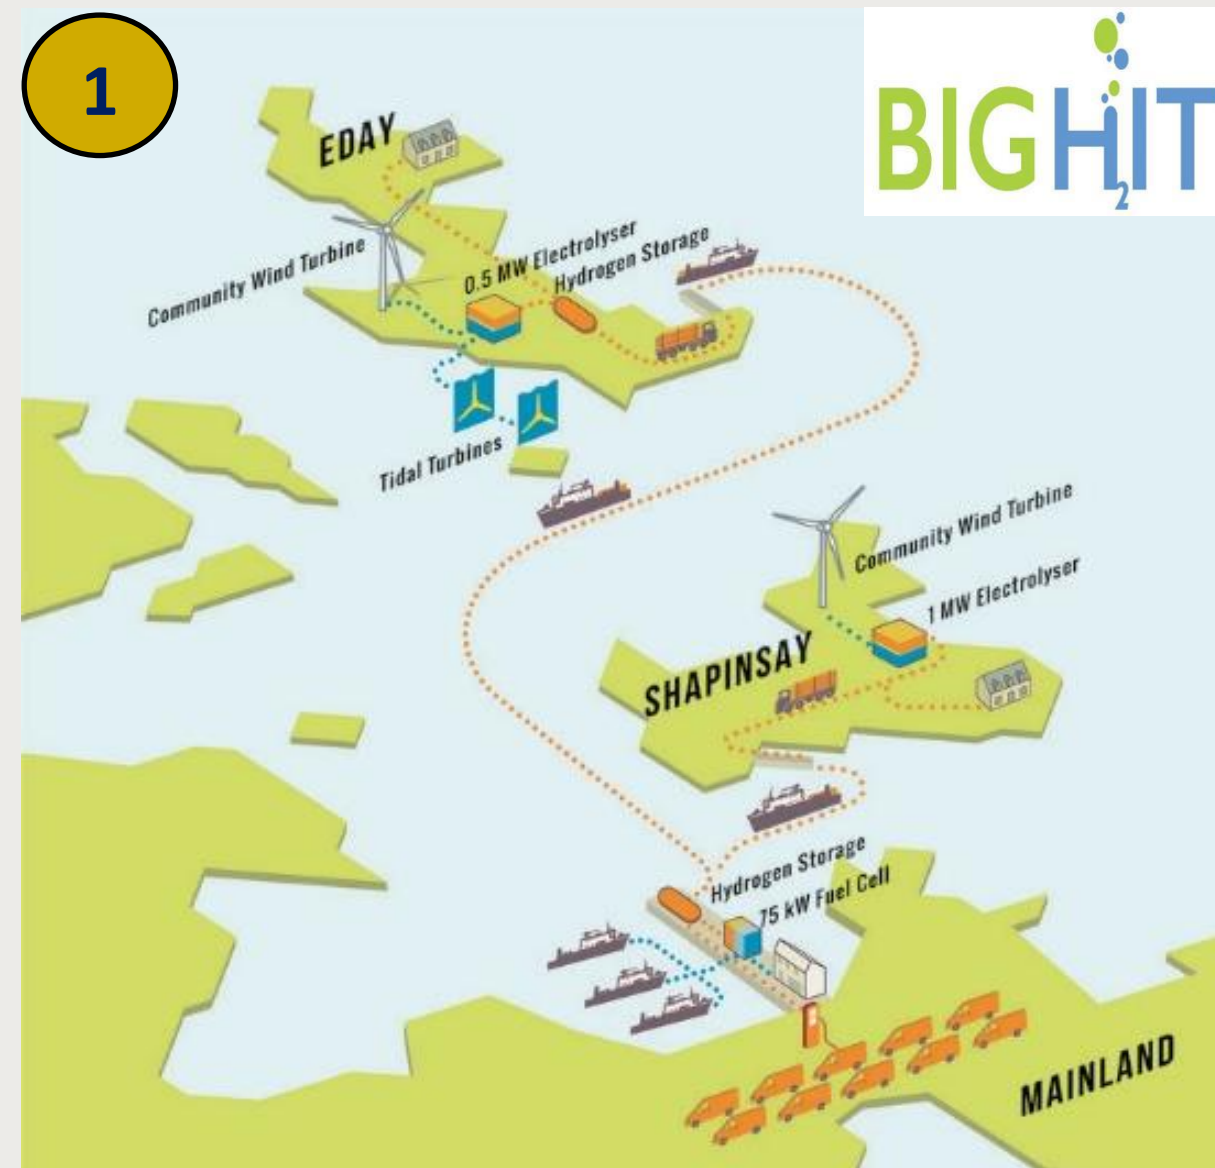 1
BIGH2IT
EDAY
Community Wind Turbine
0.5 MW Electrolyser
Hydrogen Storage
Tidal Turbines
Community Wind Turbine
1 MW Electrolyser
SHAPINSAY
Hydrogen Storage
75 kW Fuel Cell
MAINLAND